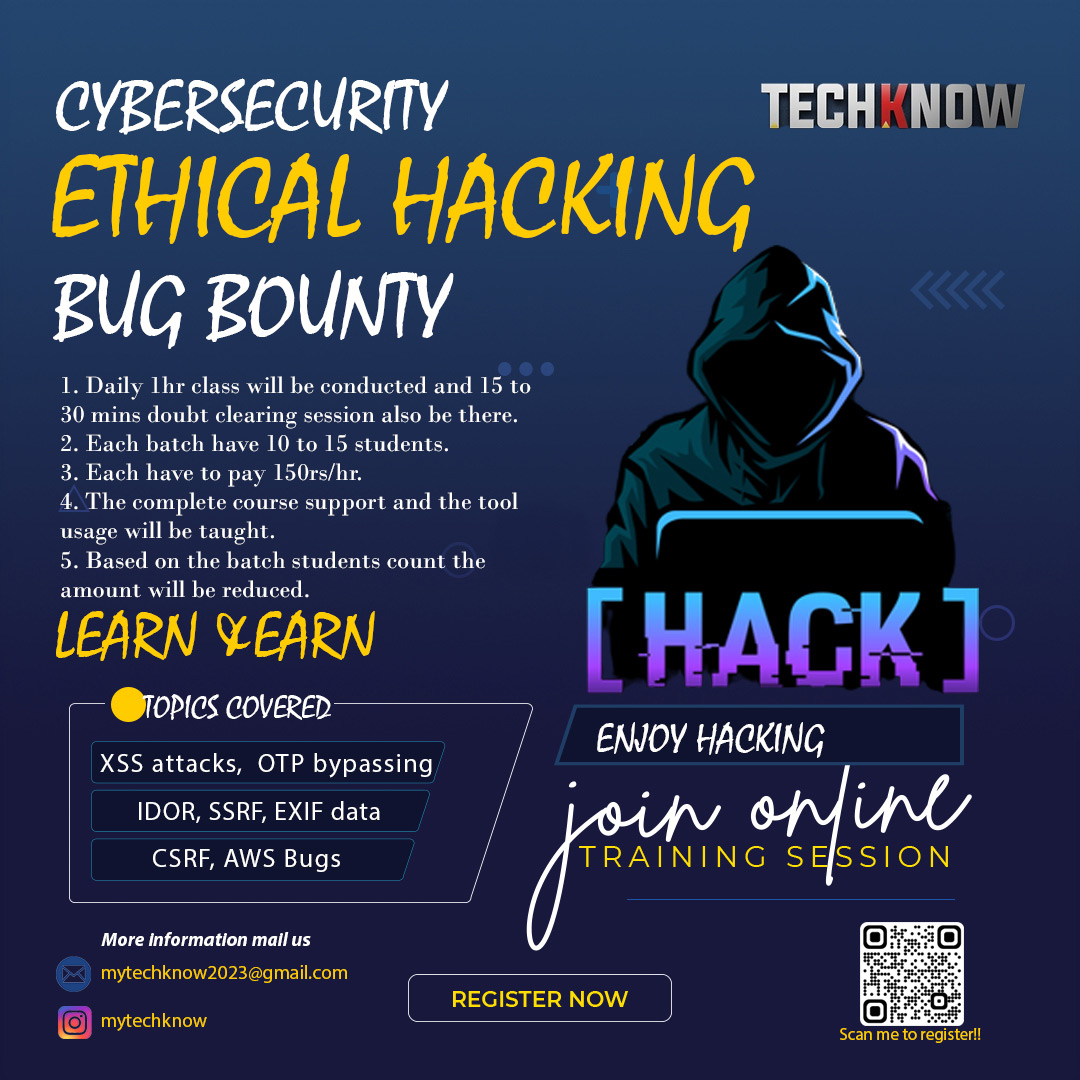 CYBERSECURITY
TECHKNOW
ETHICAL HACKING
BUG BOUNTY
1. Daily 1hr class will be conducted and 15 to
30 mins doubt clearing session also be there.
2. Each batch have 10 to 15 students.
3. Each have to pay 150rs/hr.
4. The complete course support and the tool
usage will be taught.
5. Based on the batch students count the
amount will be reduced.
LEARN & EARN
[HACK]
TOPICS COVERED
XSS attacks,  OTP bypassing
IDOR, SSRF, EXIF data
CSRF, AWS Bugs
ENJOY HACKING
join online
TRAINING SESSION
More information mail us
mytechknow2023@gmail.com
mytechknow
REGISTER NOW
Scan me to register!!